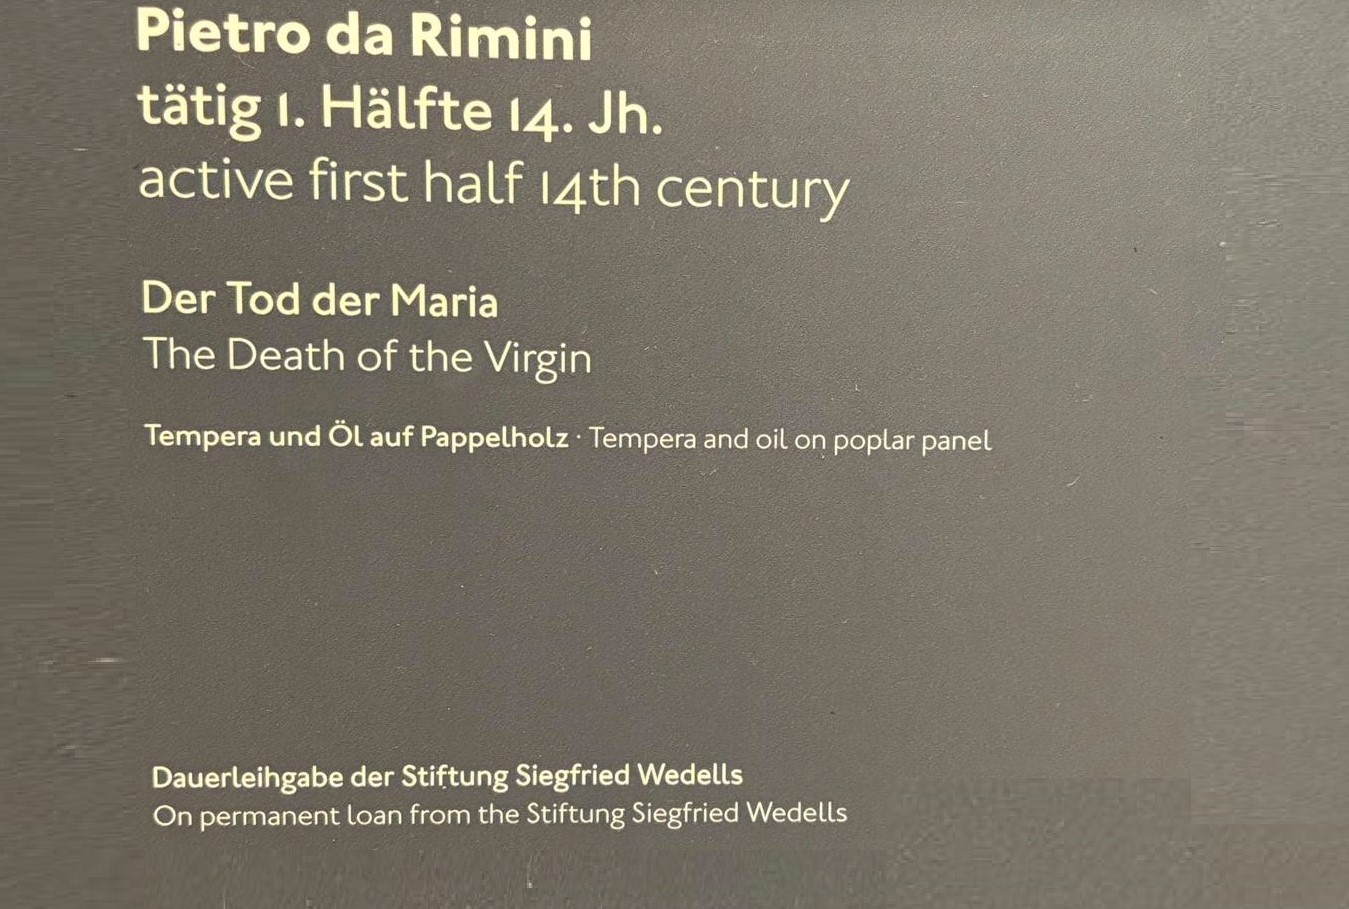 Pietro da Rimini
tätig 1. Hälfte 14. Jh.
active first half 14th century
Der Tod der Maria
The Death of the Virgin
Tempera und Öl auf Pappelholz · Tempera and oil on poplar panel
Dauerleihgabe der Stiftung Siegfried Wedells
On permanent loan from the Stiftung Siegfried Wedells